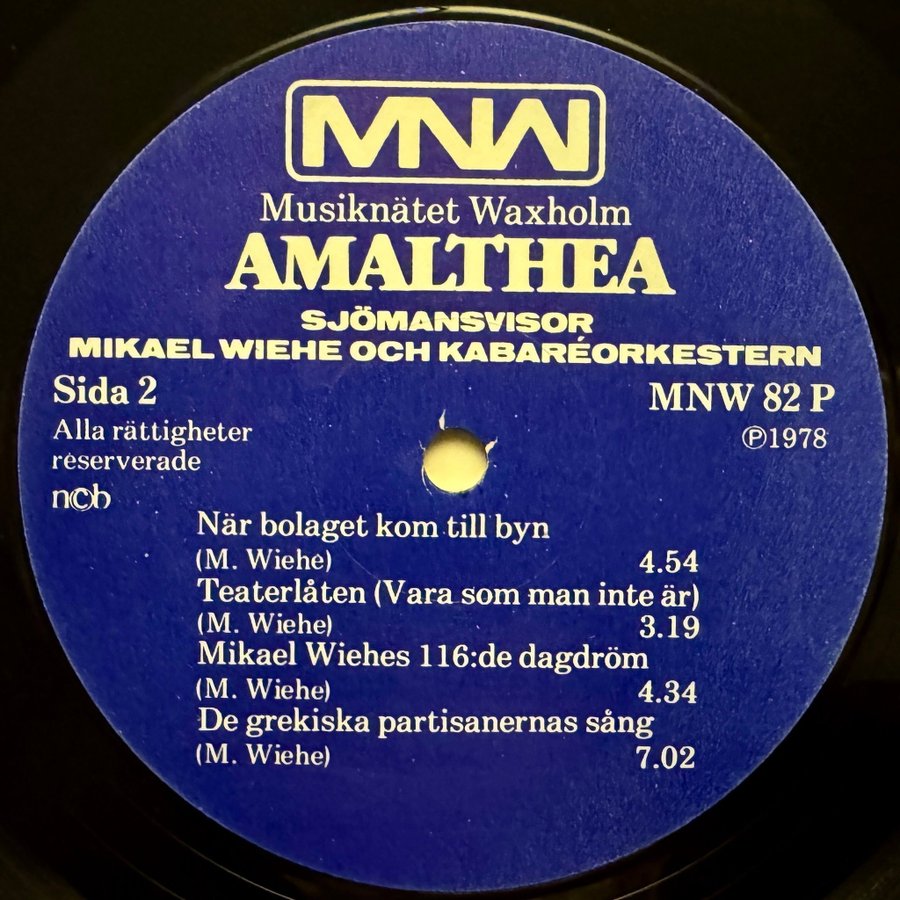 MNW
Musiknätet Waxholm
AMALTHEA
SJÖMANSVISOR
MIKAEL WIEHE OCH KABARÉORKESTERN
Sida 2
MNW 82 P
Alla rättigheter
reserverade
℗1978
ncb
När bolaget kom till byn
(M. Wiehe) 4.54
Teaterlåten (Vara som man inte är)
(M. Wiehe) 3.19
Mikael Wiehes 116:de dagdröm
(M. Wiehe) 4.34
De grekiska partisanernas sång
(M. Wiehe) 7.02